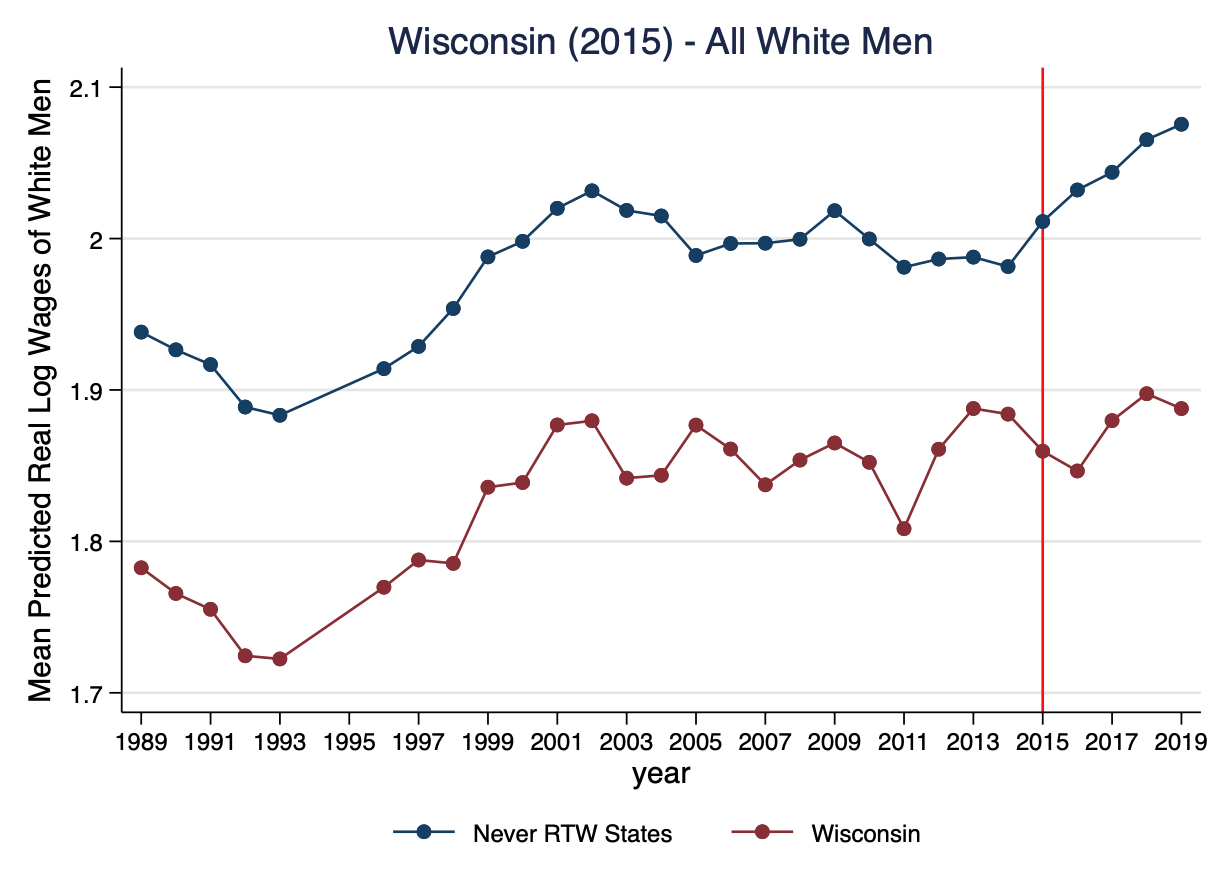 Wisconsin (2015) - All White Men
Mean Predicted Real Log Wages of White Men
2.1
2
1.9
1.8
1.7
1989 1991 1993 1995 1997 1999 2001 2003 2005 2007 2009 2011 2013 2015 2017 2019
year
Never RTW States Wisconsin